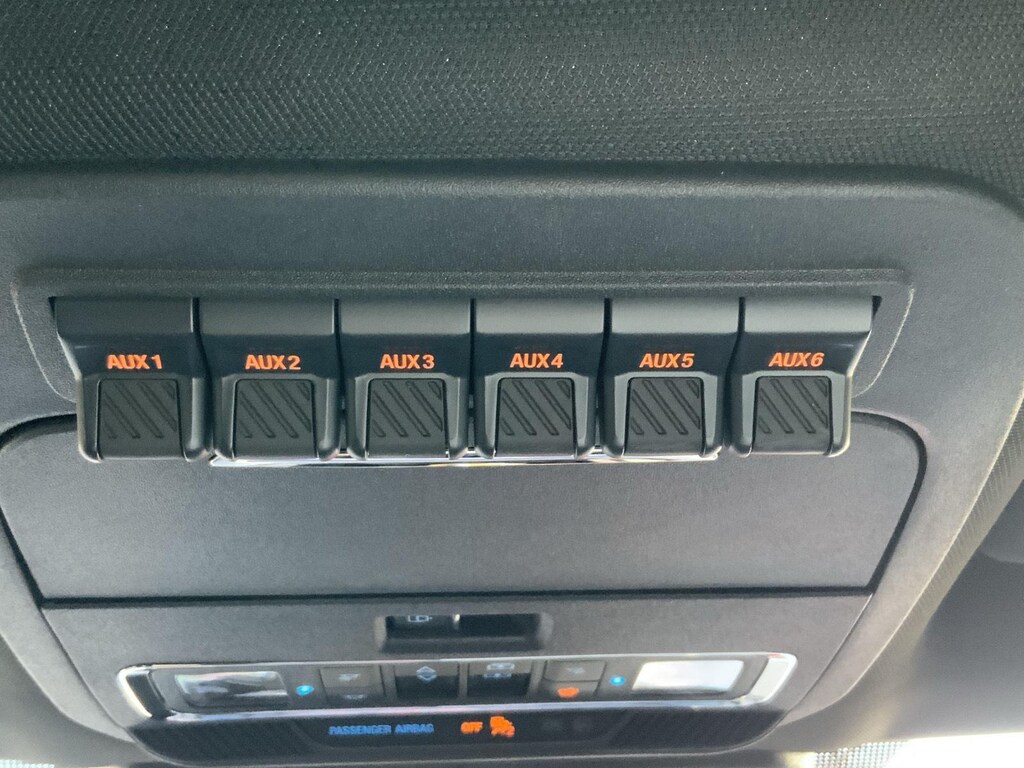 AUX1 AUX2 AUX3 AUX4 AUX5 AUX6
PASSENGER AIRBAG OFF